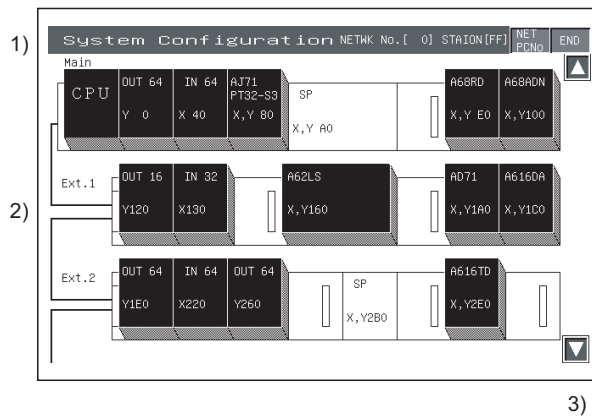 1)
System Configuration NETWK No.[ 0] STAION[FF] NET PCNo END
Main
CPU
OUT 64 IN 64 AJ71 PT32-S3 SP A68RD A68ADN
Y 0 X 40 X,Y 80 X,Y A0 X,Y E0 X,Y100
2)
Ext.1
OUT 16 IN 32 A62LS AD71 A616DA
Y120 X130 X,Y160 X,Y1A0 X,Y1C0
Ext.2
OUT 64 IN 64 OUT 64 SP A616TD
Y1E0 X220 Y260 X,Y2B0 X,Y2E0
3)